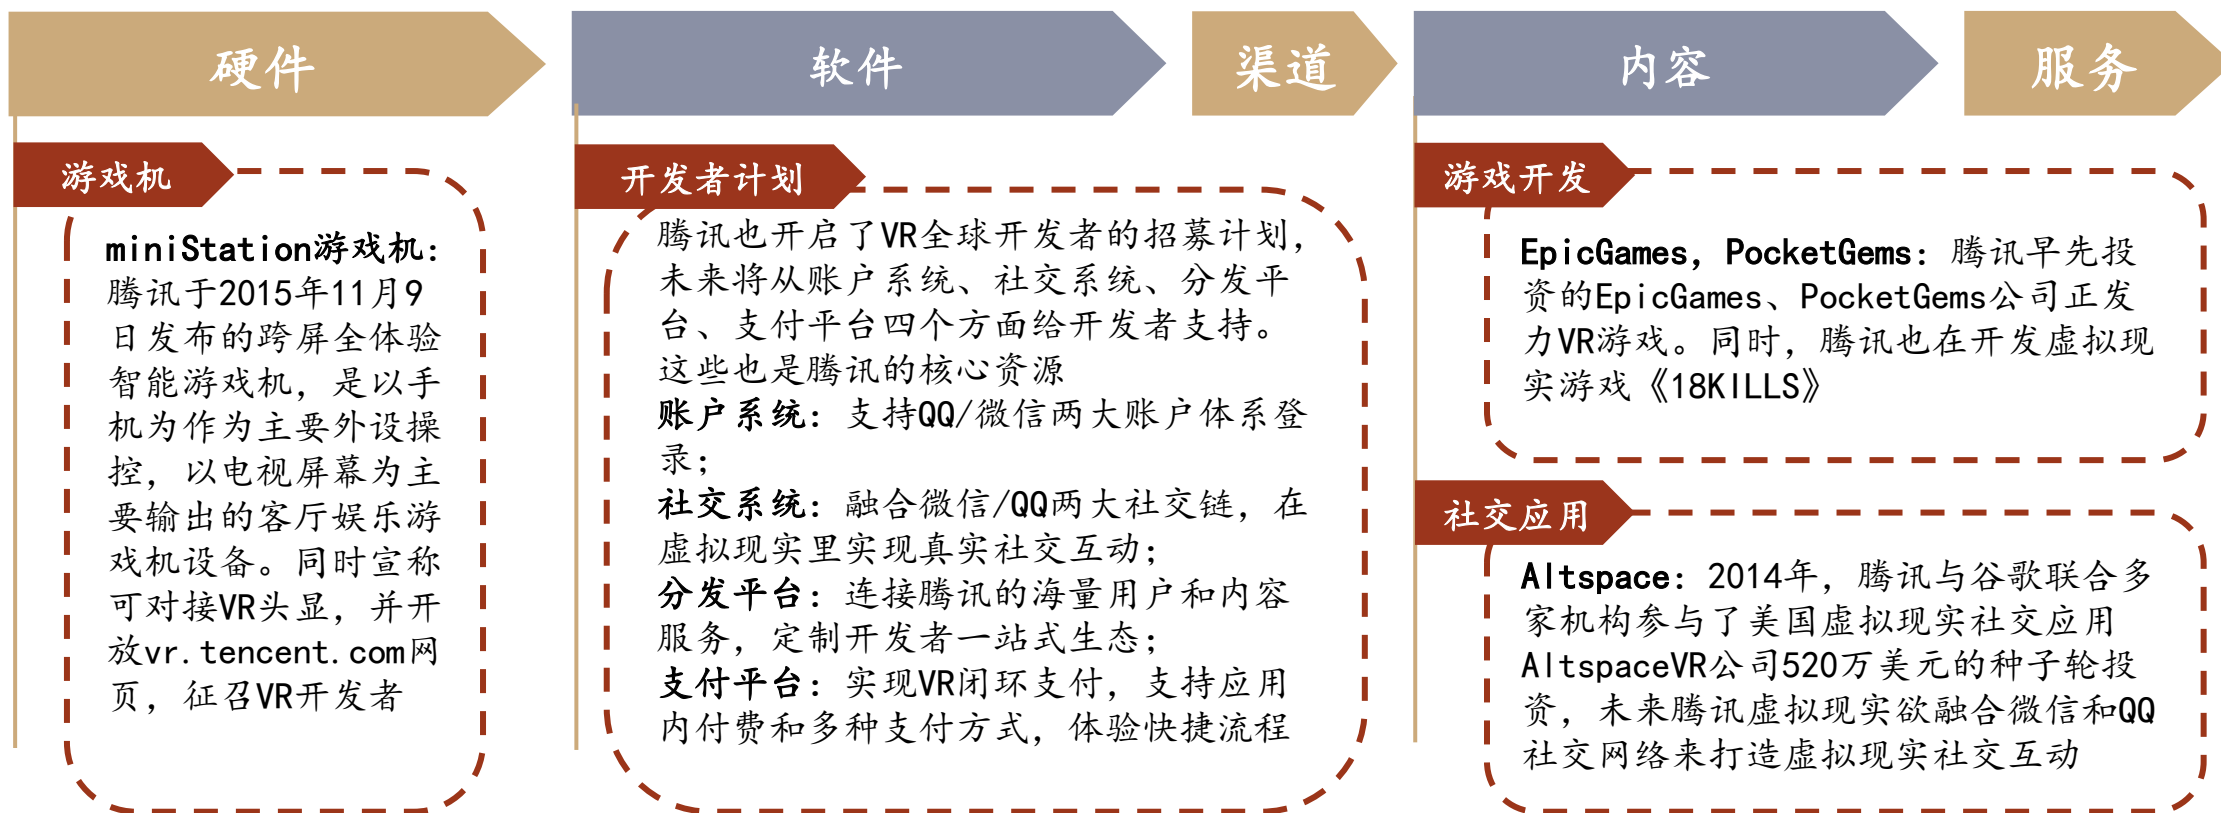 硬件
软件
渠道
内容
服务
游戏机
miniStation游戏机：
腾讯于2015年11月9
日发布的跨屏全体验
智能游戏机，是以手
机为作为主要外设操
控，以电视屏幕为主
要输出的客厅娱乐游
戏机设备。同时宣称
可对接VR头显，并开
放vr.tencent.com网
页，征召VR开发者
开发者计划
腾讯也开启了VR全球开发者的招募计划，
未来将从账户系统、社交系统、分发平
台、支付平台四个方面给开发者支持。
这些也是腾讯的核心资源
账户系统：支持QQ/微信两大账户体系登
录；
社交系统：融合微信/QQ两大社交链，在
虚拟现实里实现真实社交互动；
分发平台：连接腾讯的海量用户和内容
服务，定制开发者一站式生态；
支付平台：实现VR闭环支付，支持应用
内付费和多种支付方式，体验快捷流程
游戏开发
EpicGames，PocketGems：腾讯早先投
资的EpicGames、PocketGems公司正发
力VR游戏。同时，腾讯也在开发虚拟现
实游戏《18KILLS》
社交应用
Altspace：2014年，腾讯与谷歌联合多
家机构参与了美国虚拟现实社交应用
AltspaceVR公司520万美元的种子轮投
资，未来腾讯虚拟现实欲融合微信和QQ
社交网络来打造虚拟现实社交互动